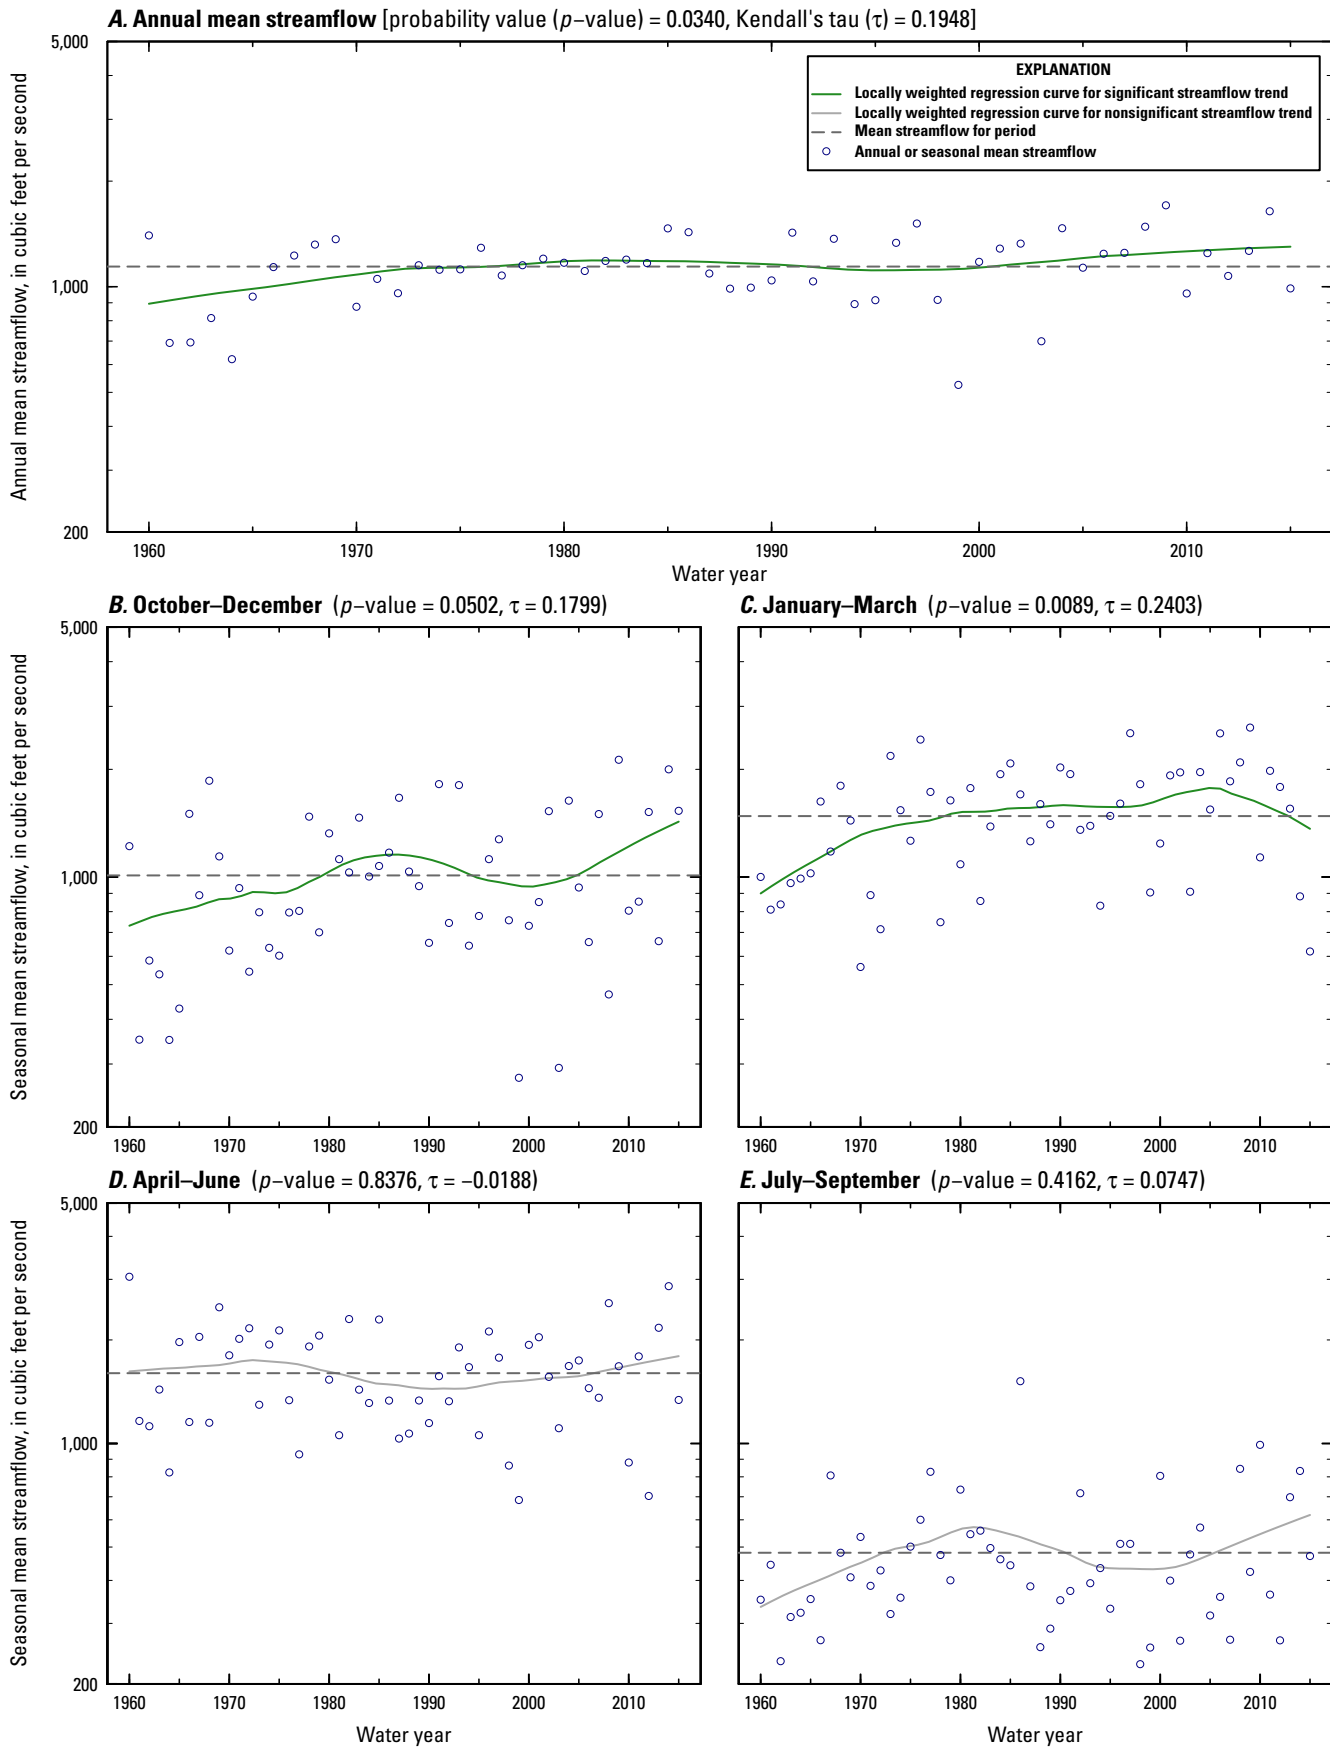 A. Annual mean streamflow [probability value (p–value) = 0.0340, Kendall's tau (τ) = 0.1948]
Annual mean streamflow, in cubic feet per second
5,000
1,000
200
EXPLANATION
Locally weighted regression curve for significant streamflow trend
Locally weighted regression curve for nonsignificant streamflow trend
Mean streamflow for period
Annual or seasonal mean streamflow
1960 1970 1980 1990 2000 2010
Water year
B. October–December (p–value = 0.0502, τ = 0.1799)
Seasonal mean streamflow, in cubic feet per second
5,000
1,000
200
1960 1970 1980 1990 2000 2010
C. January–March (p–value = 0.0089, τ = 0.2403)
1960 1970 1980 1990 2000 2010
D. April–June (p–value = 0.8376, τ = –0.0188)
Seasonal mean streamflow, in cubic feet per second
5,000
1,000
200
1960 1970 1980 1990 2000 2010
Water year
E. July–September (p–value = 0.4162, τ = 0.0747)
1960 1970 1980 1990 2000 2010
Water year